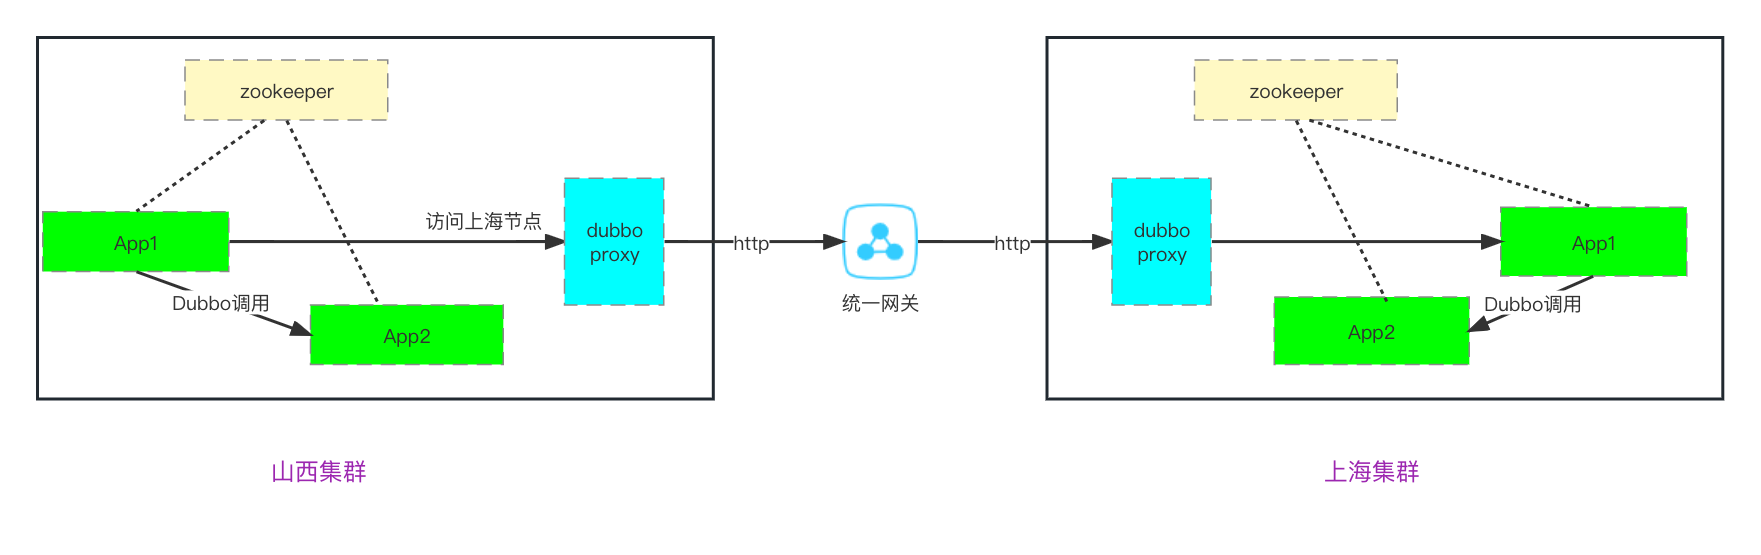 zookeeper
zookeeper
访问上海节点
dubbo
proxy
dubbo
proxy
App1
http
http
App1
Dubbo调用
统一网关
Dubbo调用
App2
App2
山西集群
上海集群